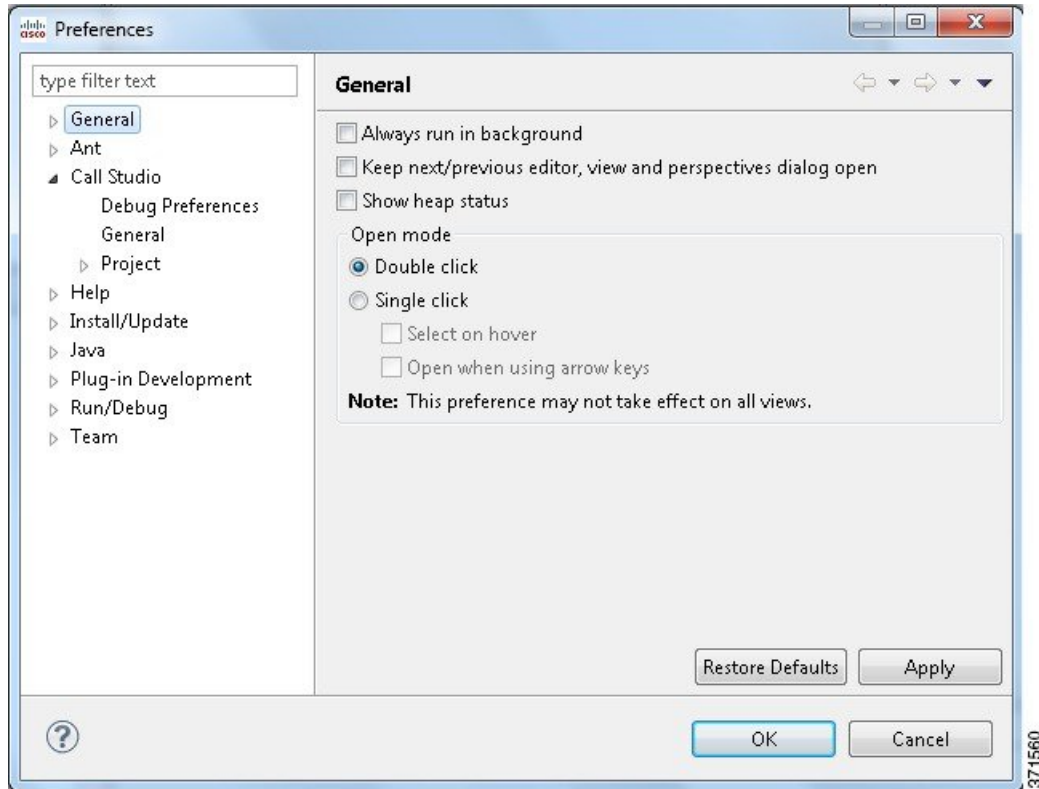 cisco Preferences
type filter text
General
Ant
Call Studio
Debug Preferences
General
Project
Help
Install/Update
Java
Plug-in Development
Run/Debug
Team
General
Always run in background
Keep next/previous editor, view and perspectives dialog open
Show heap status
Open mode
Double click
Single click
Select on hover
Open when using arrow keys
Note: This preference may not take effect on all views.
Restore Defaults
Apply
?
OK
Cancel
371560